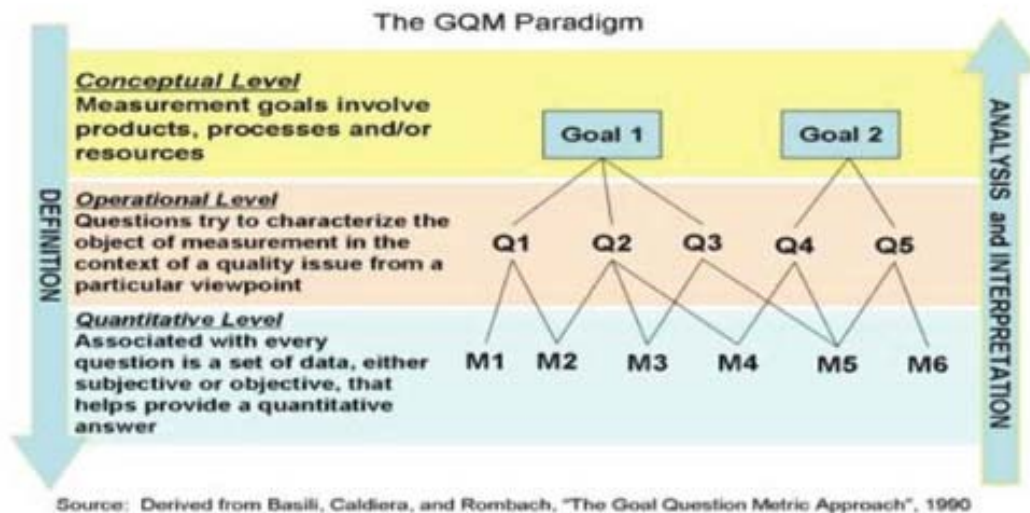 The GQM Paradigm
Conceptual Level
Measurement goals involve
products, processes and/or
resources
Goal 1
Goal 2
Operational Level
Questions try to characterize the
object of measurement in the
context of a quality issue from a
particular viewpoint
Q1 Q2 Q3 Q4 Q5
Quantitative Level
Associated with every
question is a set of data, either
subjective or objective, that
helps provide a quantitative
answer
M1 M2 M3 M4 M5 M6
DEFINITION
ANALYSIS and INTERPRETATION
Source: Derived from Basili, Caldiera, and Rombach, "The Goal Question Metric Approach", 1990